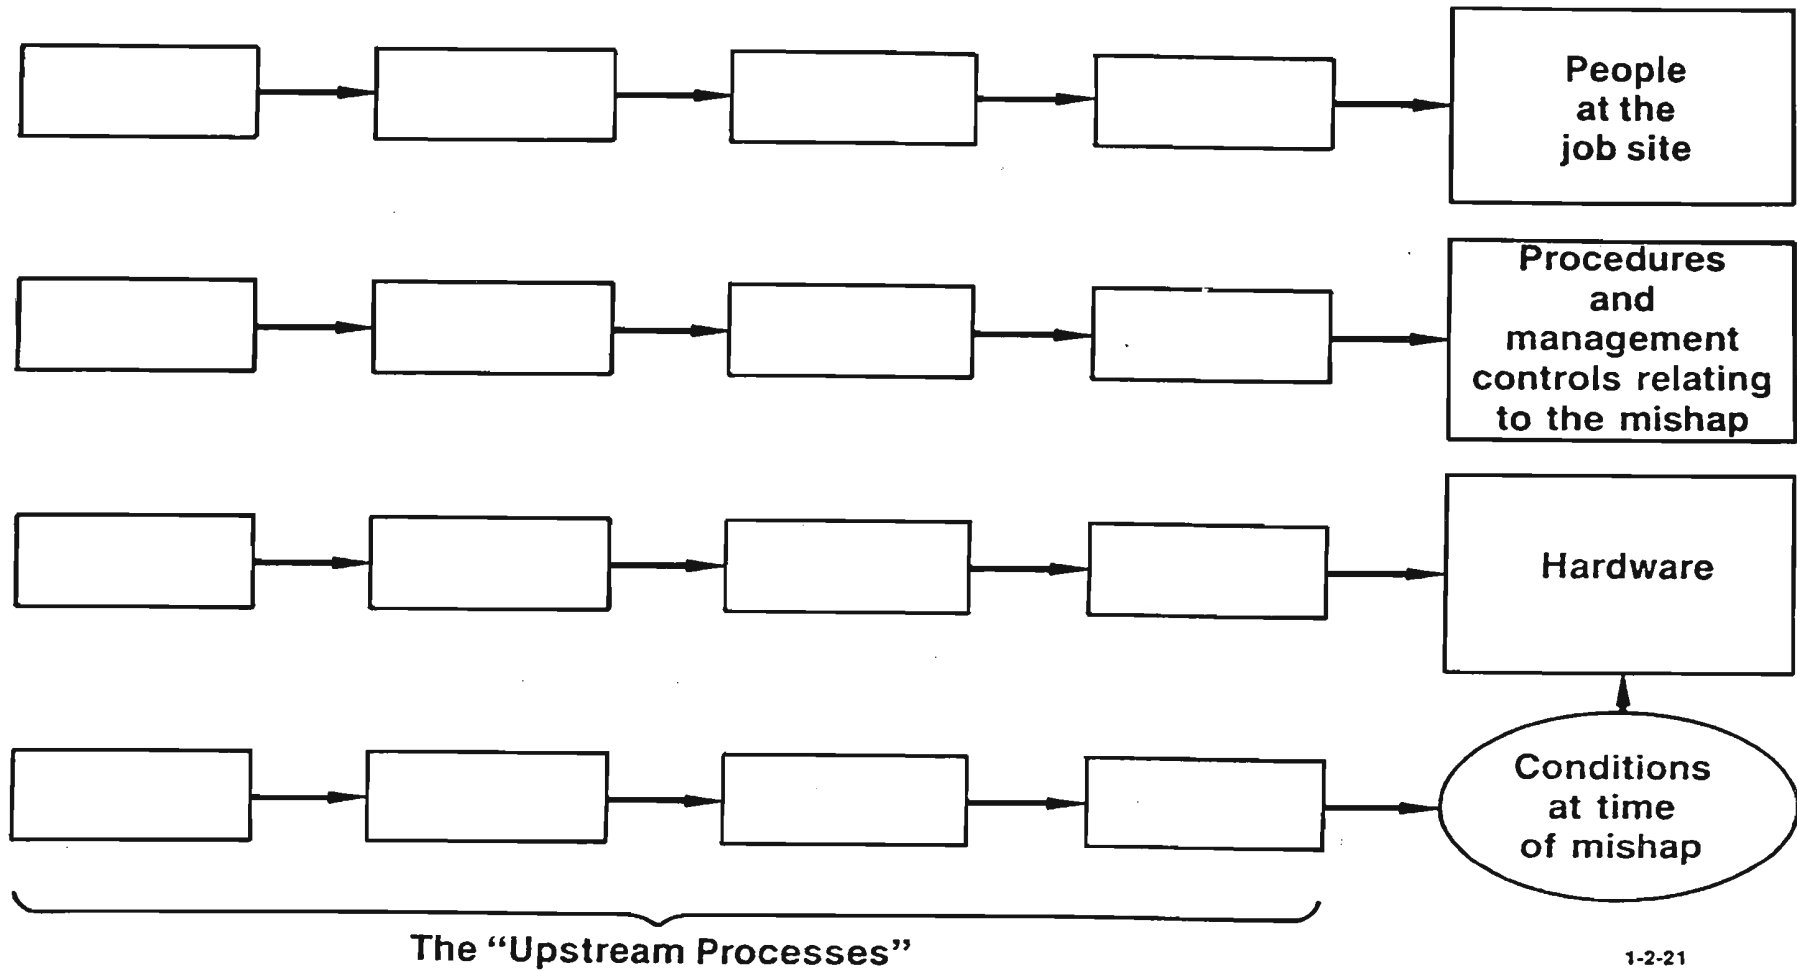 People
at the
job site
Procedures
and
management
controls relating
to the mishap
Hardware
Conditions
at time
of mishap
The “Upstream Processes”
1-2-21